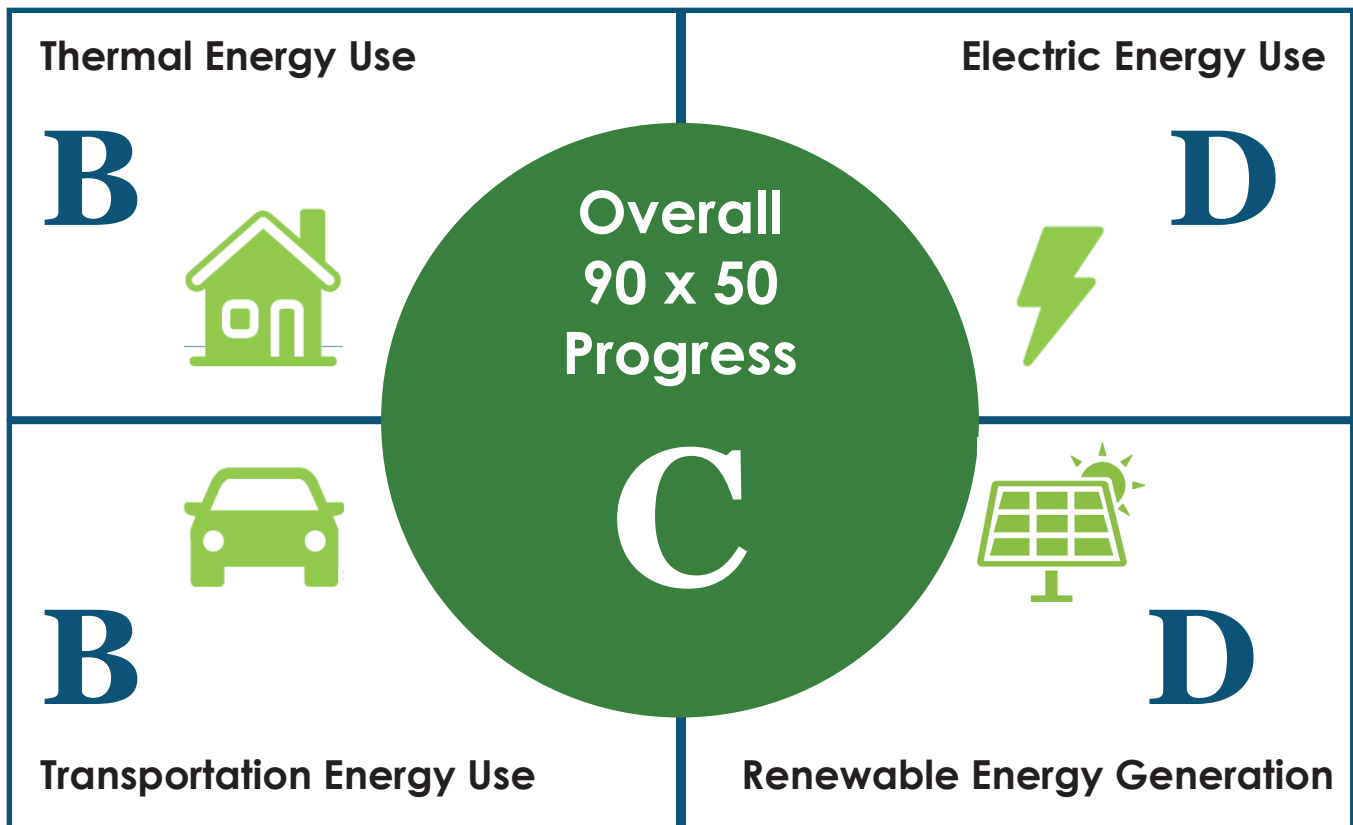 Thermal Energy Use
B
Electric Energy Use
D
Overall
90 x 50
Progress
C
B
Transportation Energy Use
D
Renewable Energy Generation